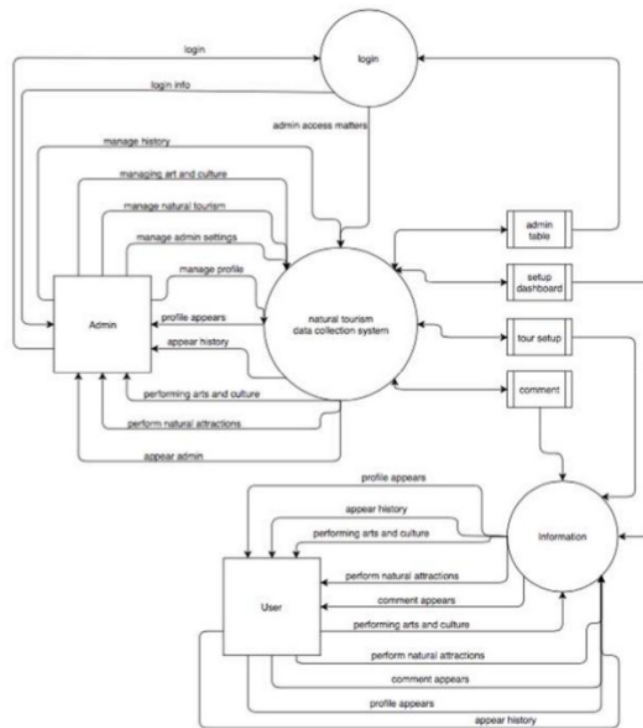 login
login
login info
admin access matters
manage history
managing art and culture
manage natural tourism
manage admin settings
manage profile
Admin
profile appears
appear history
performing arts and culture
perform natural attractions
appear admin
natural tourism
data collection system
admin
table
setup
dashboard
tour setup
comment
profile appears
appear history
performing arts and culture
Information
perform natural attractions
comment appears
User
performing arts and culture
perform natural attractions
comment appears
profile appears
appear history